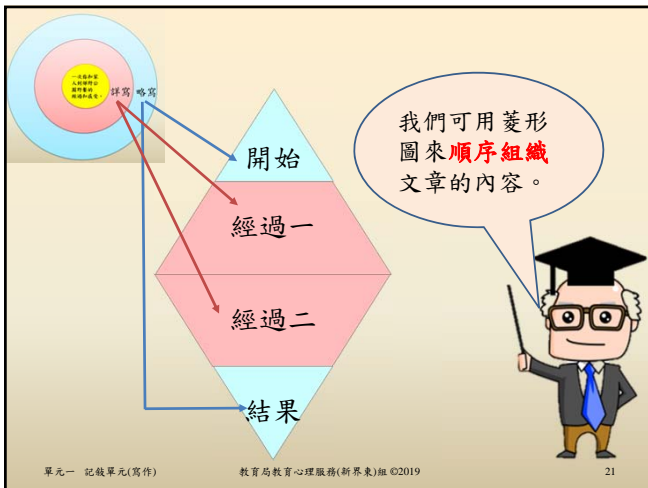 詳寫 略寫
開始
經過一
經過二
結果
我們可用菱形
圖來順序組織
文章的內容。
單元一 記敍單元(寫作)
教育局教育心理服務(新界東)組 ©2019
21